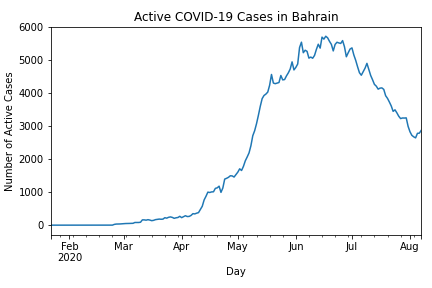 Active COVID-19 Cases in Bahrain
Number of Active Cases
6000
5000
4000
3000
2000
1000
0
Feb Mar Apr May Jun Jul Aug
2020
Day